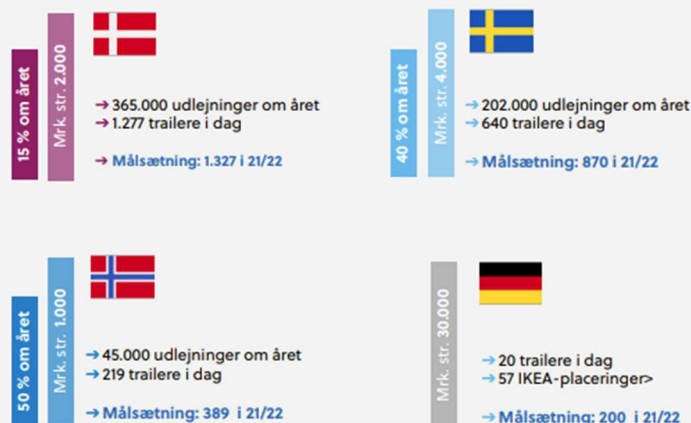 15 % om året
Mrk. str. 2.000
→ 365.000 udlejninger om året
→ 1.277 trailere i dag
→ Målsætning: 1.327 i 21/22
40 % om året
Mrk. str. 4.000
→ 202.000 udlejninger om året
→ 640 trailere i dag
→ Målsætning: 870 i 21/22
50 % om året
Mrk. str. 1.000
→ 45.000 udlejninger om året
→ 219 trailere i dag
→ Målsætning: 389 i 21/22
Mrk. str. 30.000
→ 20 trailere i dag
→ 57 IKEA-placeringer>
→ Målsætning: 200 i 21/22